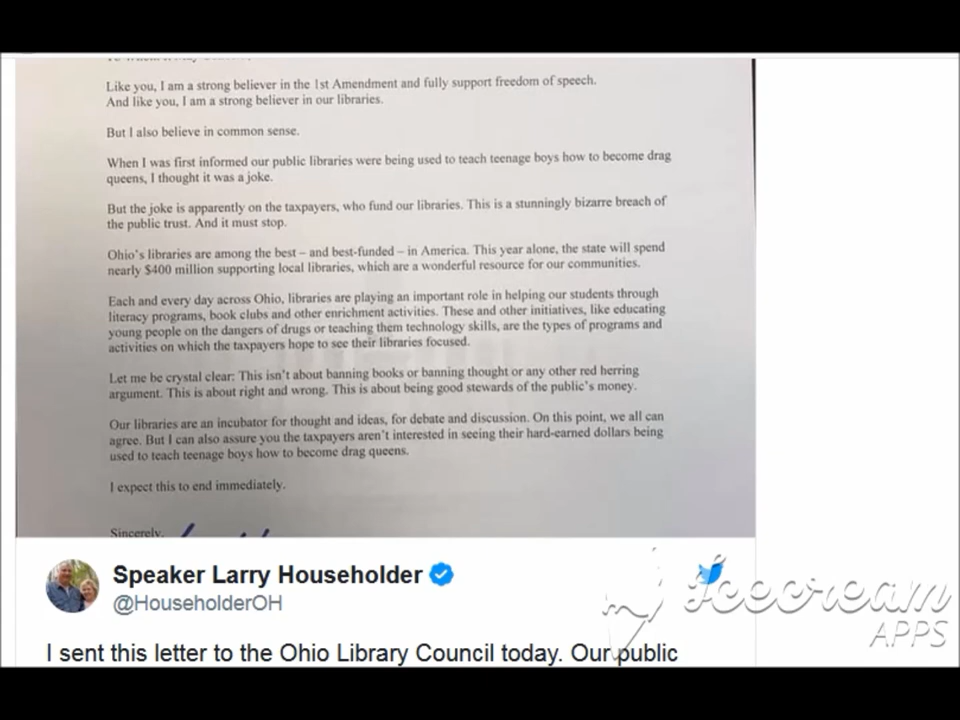 Like you, I am a strong believer in the 1st Amendment and fully support freedom of speech.
And like you, I am a strong believer in our libraries.
But I also believe in common sense.
When I was first informed our public libraries were being used to teach teenage boys how to become drag
queens, I thought it was a joke.
But the joke is apparently on the taxpayers, who fund our libraries. This is a stunningly bizarre breach of
the public trust. And it must stop.
Ohio's libraries are among the best – and best-funded – in America. This year alone, the state will spend
nearly $400 million supporting local libraries, which are a wonderful resource for our communities.
Each and every day across Ohio, libraries are playing an important role in helping our students through
literacy programs, book clubs and other enrichment activities. These and other initiatives, like educating
young people on the dangers of drugs or teaching them technology skills, are the types of programs and
activities on which the taxpayers hope to see their libraries focused.
Let me be crystal clear: This isn't about banning books or banning thought or any other red herring
argument. This is about right and wrong. This is about being good stewards of the public's money.
Our libraries are an incubator for thought and ideas, for debate and discussion. On this point, we all can
agree. But I can also assure you the taxpayers aren't interested in seeing their hard-earned dollars being
used to teach teenage boys how to become drag queens.
I expect this to end immediately.
Sincerely,
Speaker Larry Householder
@HouseholderOH
I sent this letter to the Ohio Library Council today. Our public
Icecream
APPS